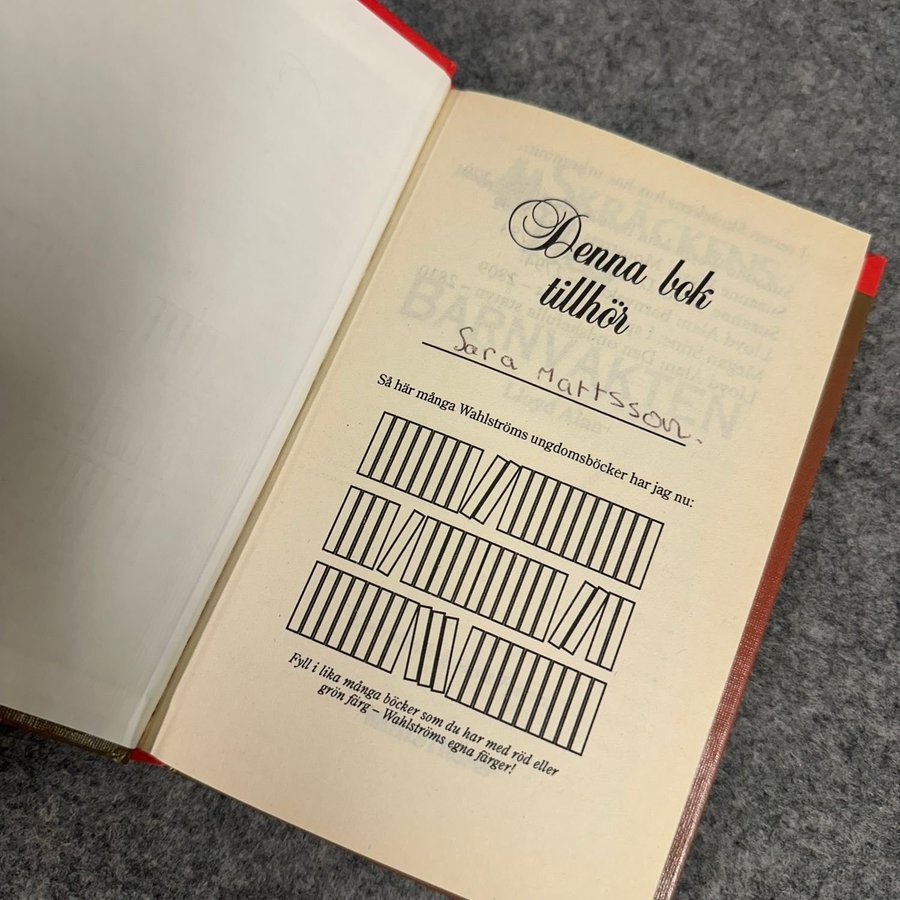 Denna bok
tillhör
Sara Mattsson.
Så här många Wahlströms ungdomsböcker har jag nu:
Fyll i lika många böcker som du har med röd eller
grön färg – Wahlströms egna färger!